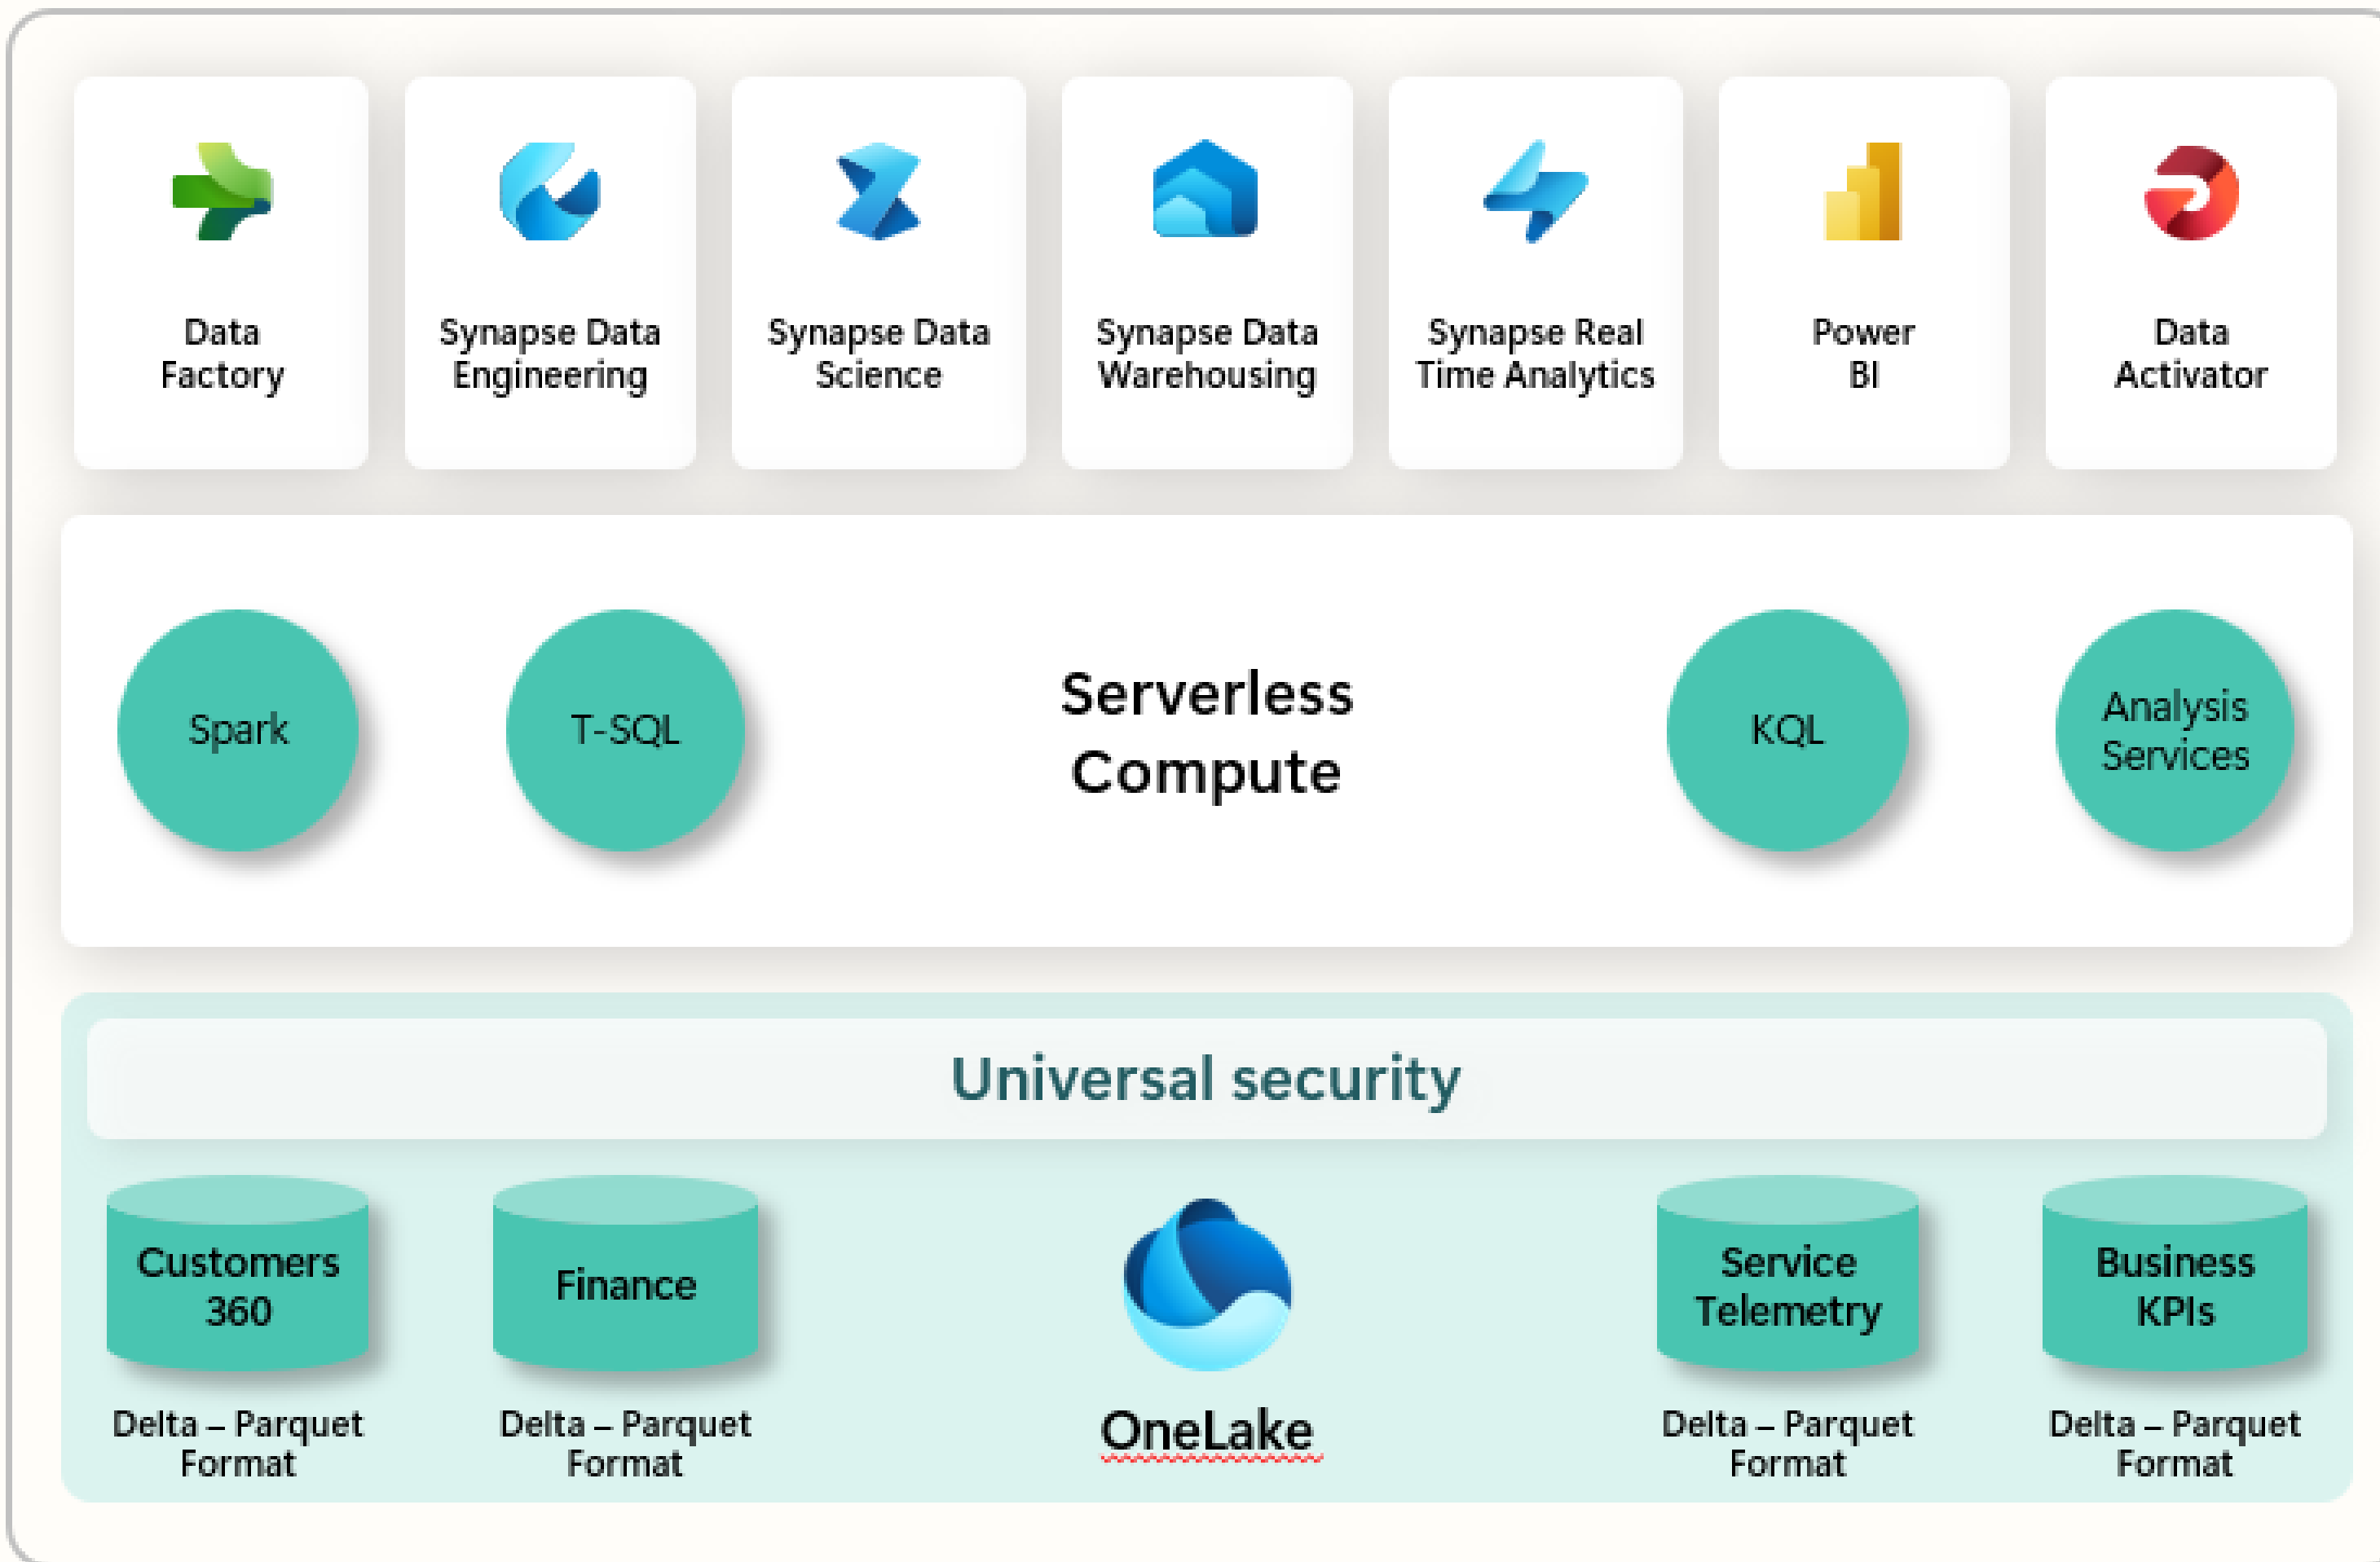 Data
Factory
Synapse Data
Engineering
Synapse Data
Science
Synapse Data
Warehousing
Synapse Real
Time Analytics
Power
BI
Data
Activator
Spark
T-SQL
Serverless
Compute
KQL
Analysis
Services
Universal security
Customers
360
Delta – Parquet
Format
Finance
Delta – Parquet
Format
OneLake
Service
Telemetry
Delta – Parquet
Format
Business
KPIs
Delta – Parquet
Format